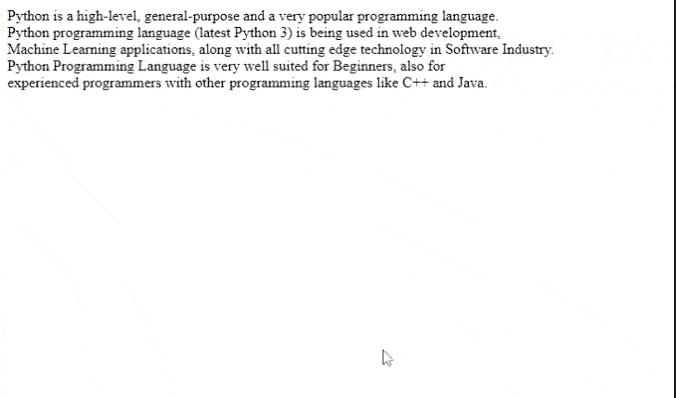 Python is a high-level, general-purpose and a very popular programming language.
Python programming language (latest Python 3) is being used in web development,
Machine Learning applications, along with all cutting edge technology in Software Industry.
Python Programming Language is very well suited for Beginners, also for
experienced programmers with other programming languages like C++ and Java.